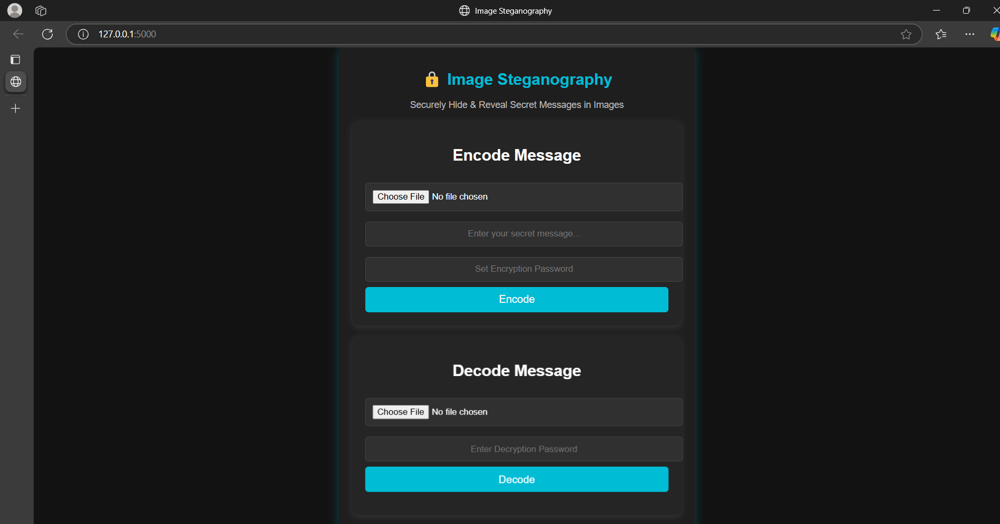 Image Steganography
127.0.0.1:5000
🔒 Image Steganography
Securely Hide & Reveal Secret Messages in Images
Encode Message
Choose File No file chosen
Enter your secret message...
Set Encryption Password
Encode
Decode Message
Choose File No file chosen
Enter Decryption Password
Decode